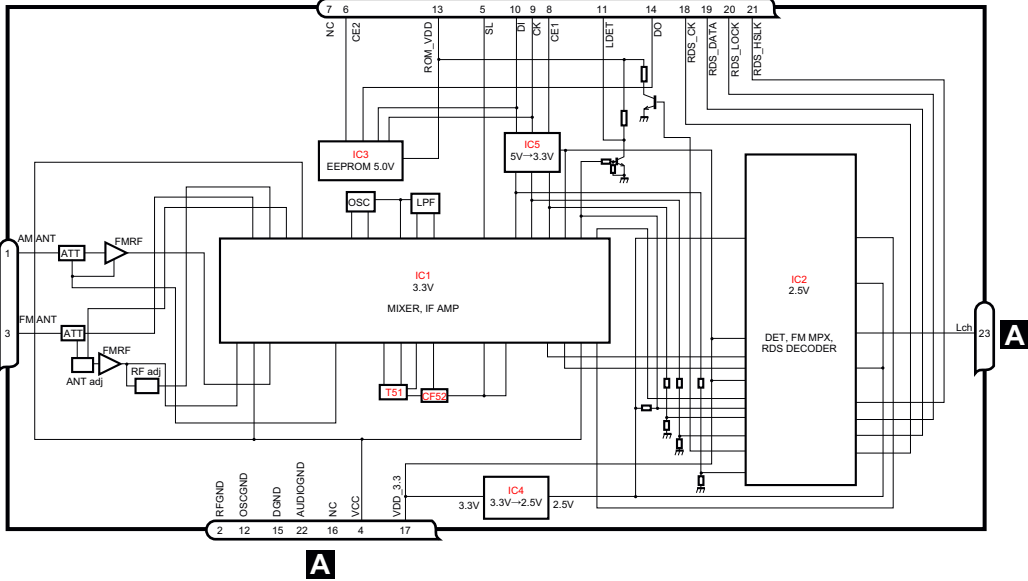 7 6 13 5 10 9 8 11 14 18 19 20 21
NC
CE2
ROM_VDD
SL
DI
CK
CE1
LDET
DO
RDS_CK
RDS_DATA
RDS_LOCK
RDS_HSLK
IC3
EEPROM 5.0V
IC5
5V→3.3V
OSC
LPF
AM ANT
1
ATT
FMRF
IC1
3.3V
MIXER, IF AMP
IC2
2.5V
DET, FM MPX,
RDS DECODER
FM ANT
3
ATT
FMRF
ANT adj
RF adj
T51
CF52
Lch
23
A
IC4
3.3V→2.5V
3.3V
2.5V
RFGND
OSCGND
DGND
AUDIOGND
NC
VCC
VDD_3.3
2 12 15 22 16 4 17
A